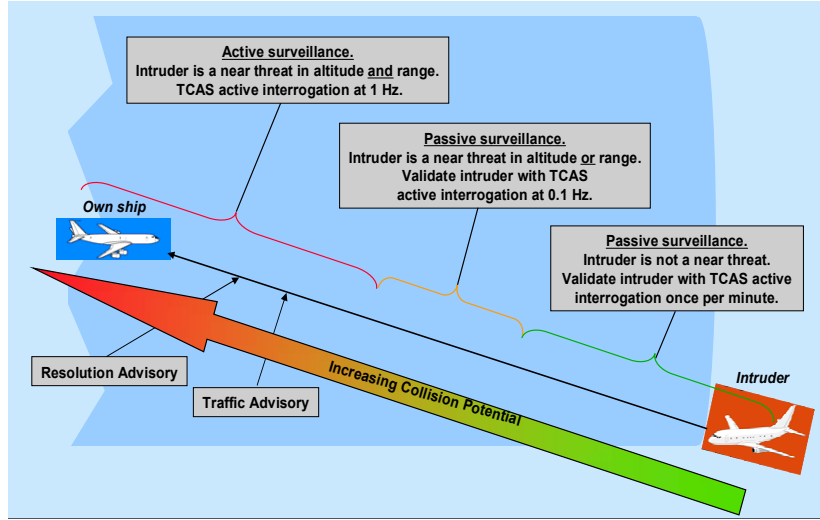 Active surveillance.
Intruder is a near threat in altitude and range.
TCAS active interrogation at 1 Hz.
Passive surveillance.
Intruder is a near threat in altitude or range.
Validate intruder with TCAS
active interrogation at 0.1 Hz.
Own ship
Passive surveillance.
Intruder is not a near threat.
Validate intruder with TCAS active
interrogation once per minute.
Resolution Advisory
Traffic Advisory
Increasing Collision Potential
Intruder